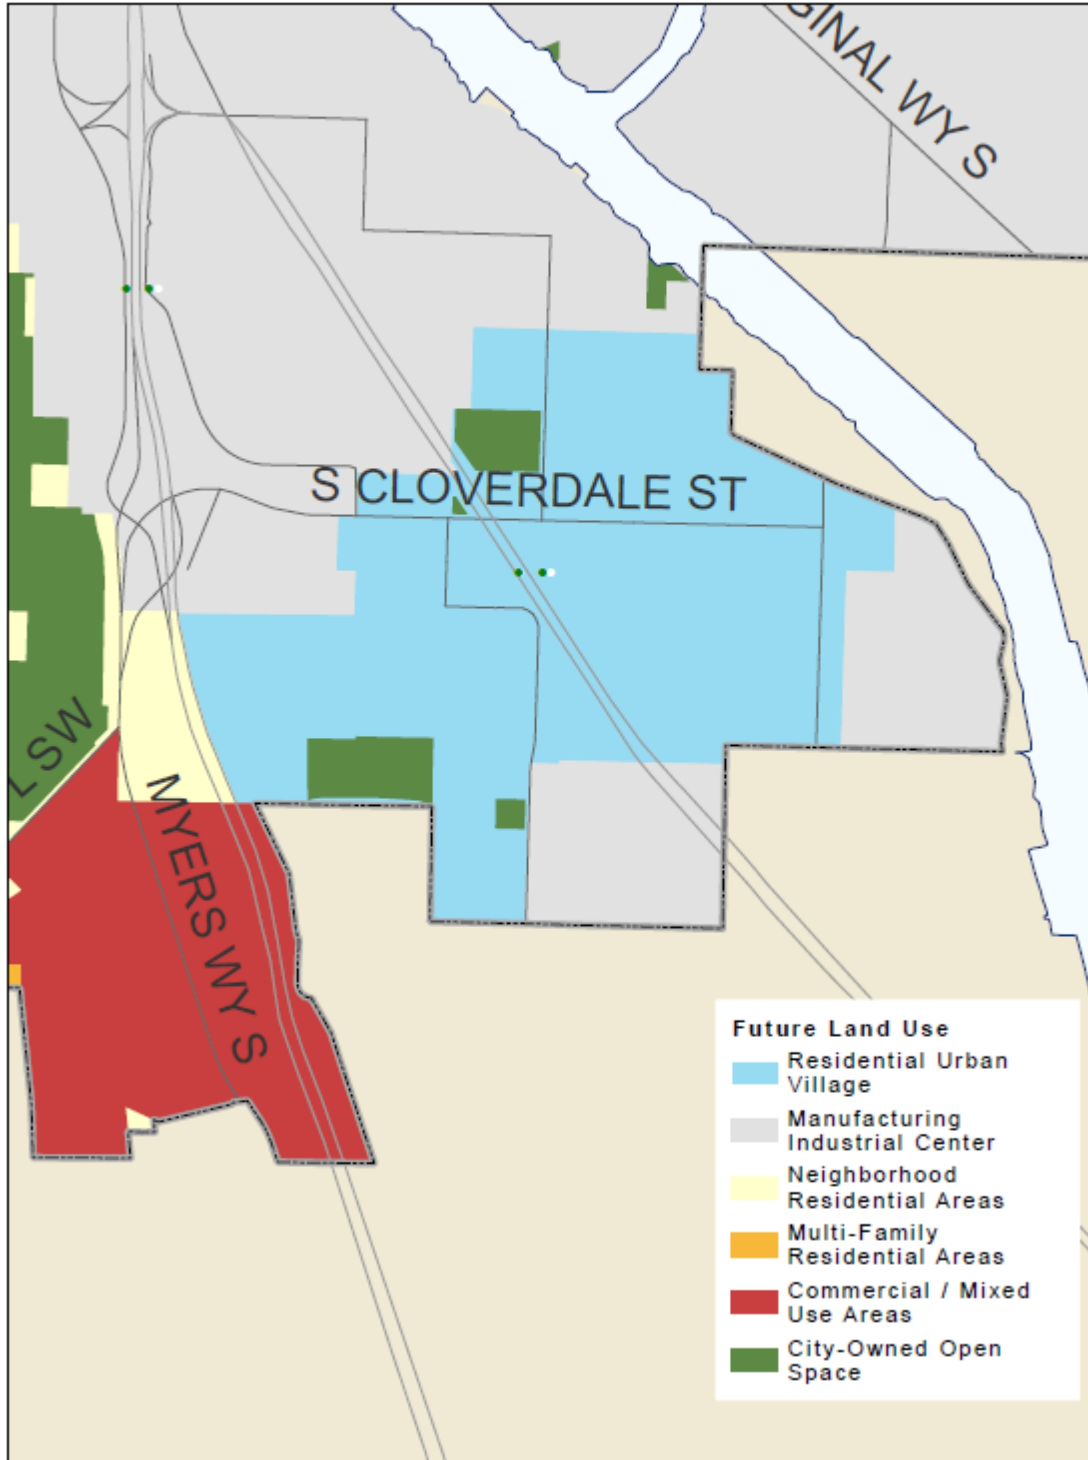 GINAL WY S
S CLOVERDALE ST
L SW
MYERS WY S
Future Land Use
Residential Urban
Village
Manufacturing
Industrial Center
Neighborhood
Residential Areas
Multi-Family
Residential Areas
Commercial / Mixed
Use Areas
City-Owned Open
Space